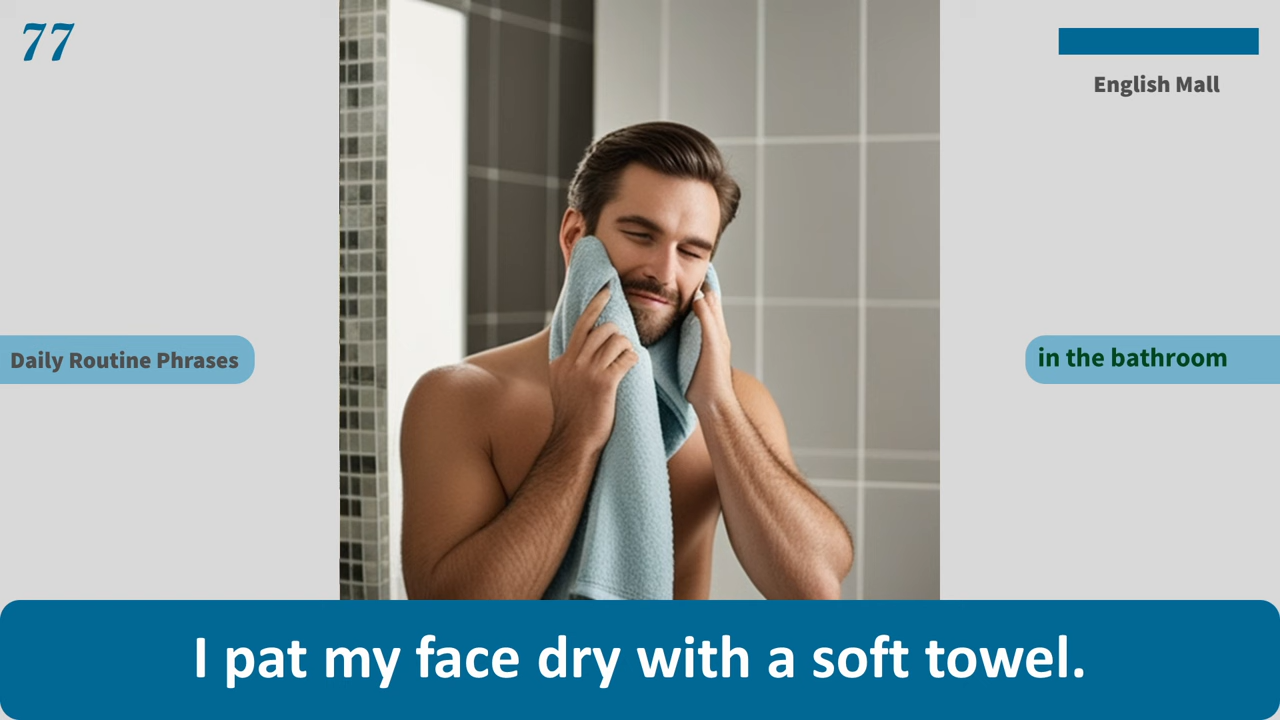 77
English Mall
Daily Routine Phrases
in the bathroom
I pat my face dry with a soft towel.